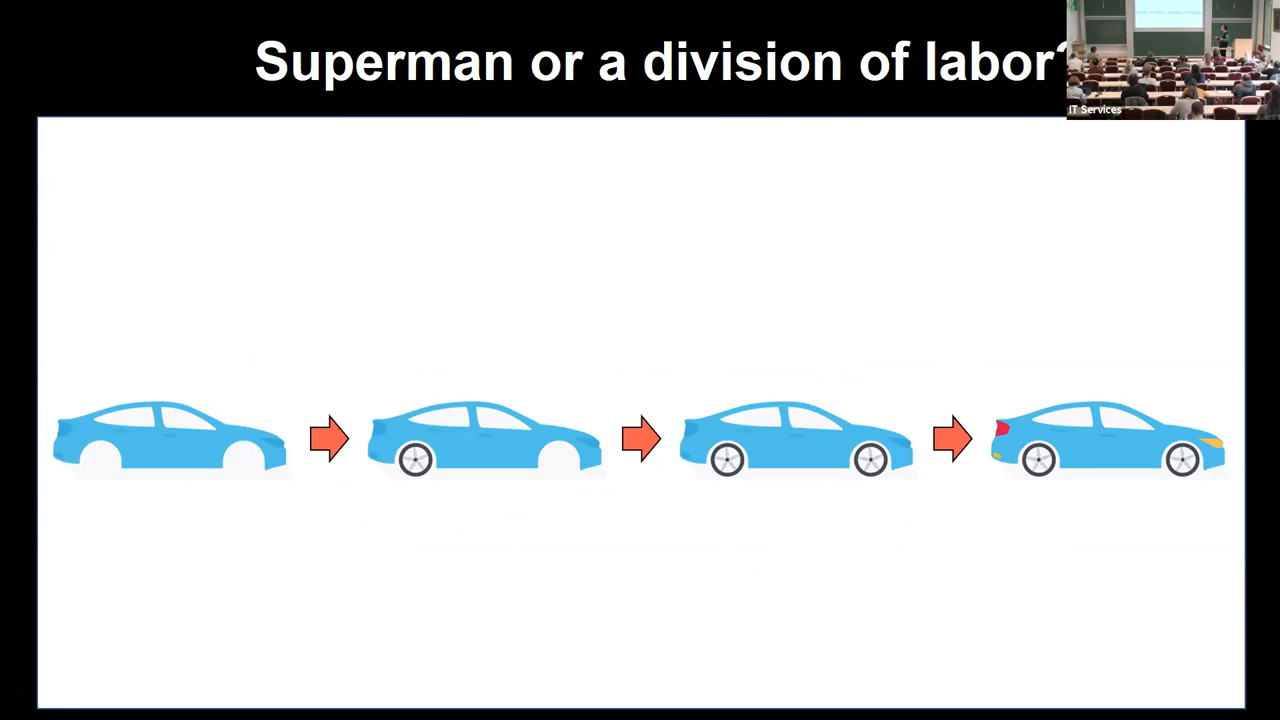 Superman or a division of labor?
IT Services